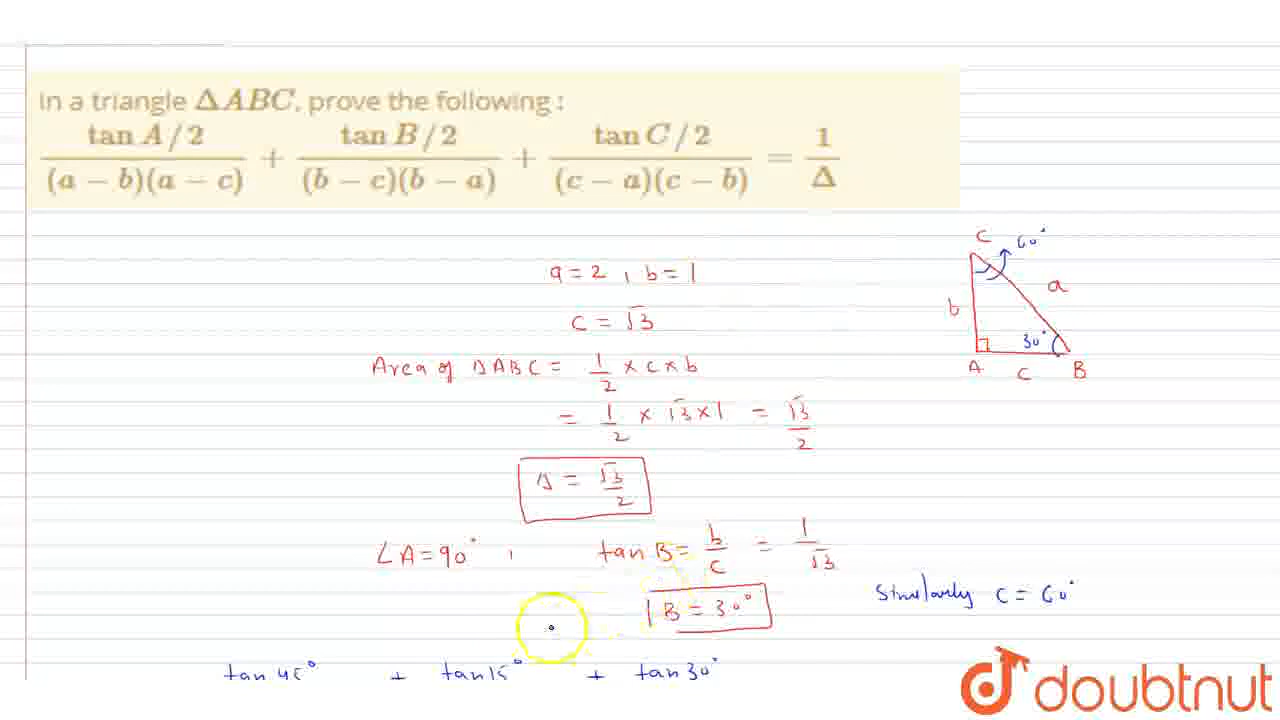 In a triangle ΔABC, prove the following :
tan A/2 / (a − b)(a − c) + tan B/2 / (b − c)(b − a) + tan C/2 / (c − a)(c − b) = 1/Δ
C 60°
a = 2 , b = 1
a
b
c = √3
30°
Area of ΔABC = 1/2 × c × b
A c B
= 1/2 × √3 × 1 = √3/2
Δ = √3/2
∠A = 90° , tan B = b/c = 1/√3
B = 30°
Similarly C = 60°
tan 45° + tan 15° + tan 30°
doubtnut